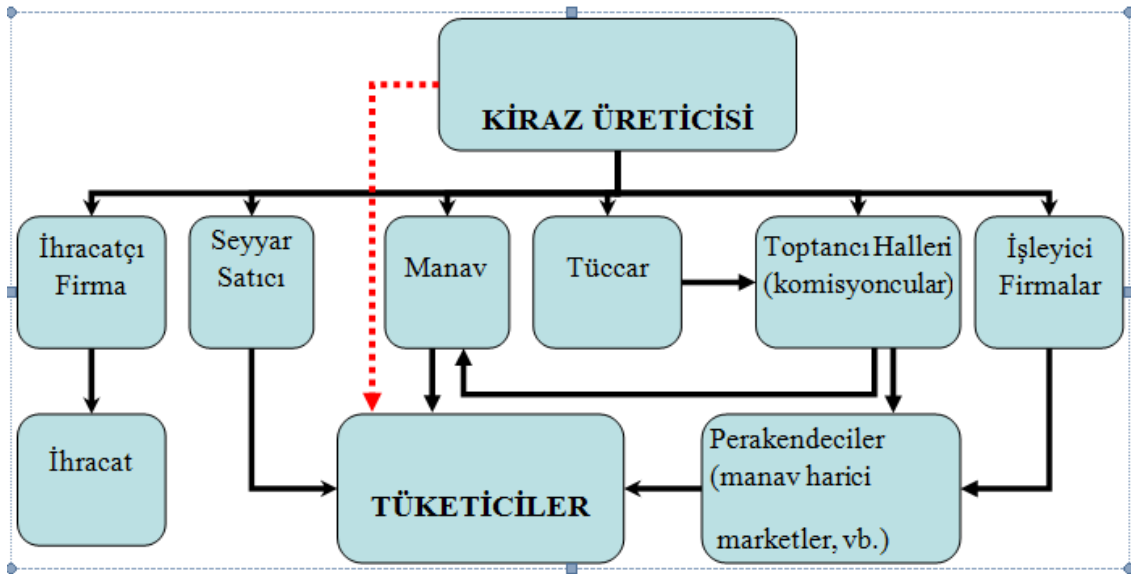 KİRAZ ÜRETİCİSİ
İhracatçı
Firma
Seyyar
Satıcı
Manav
Tüccar
Toptancı Halleri
(komisyoncular)
İşleyici
Firmalar
İhracat
TÜKETİCİLER
Perakendeciler
(manav harici
marketler, vb.)